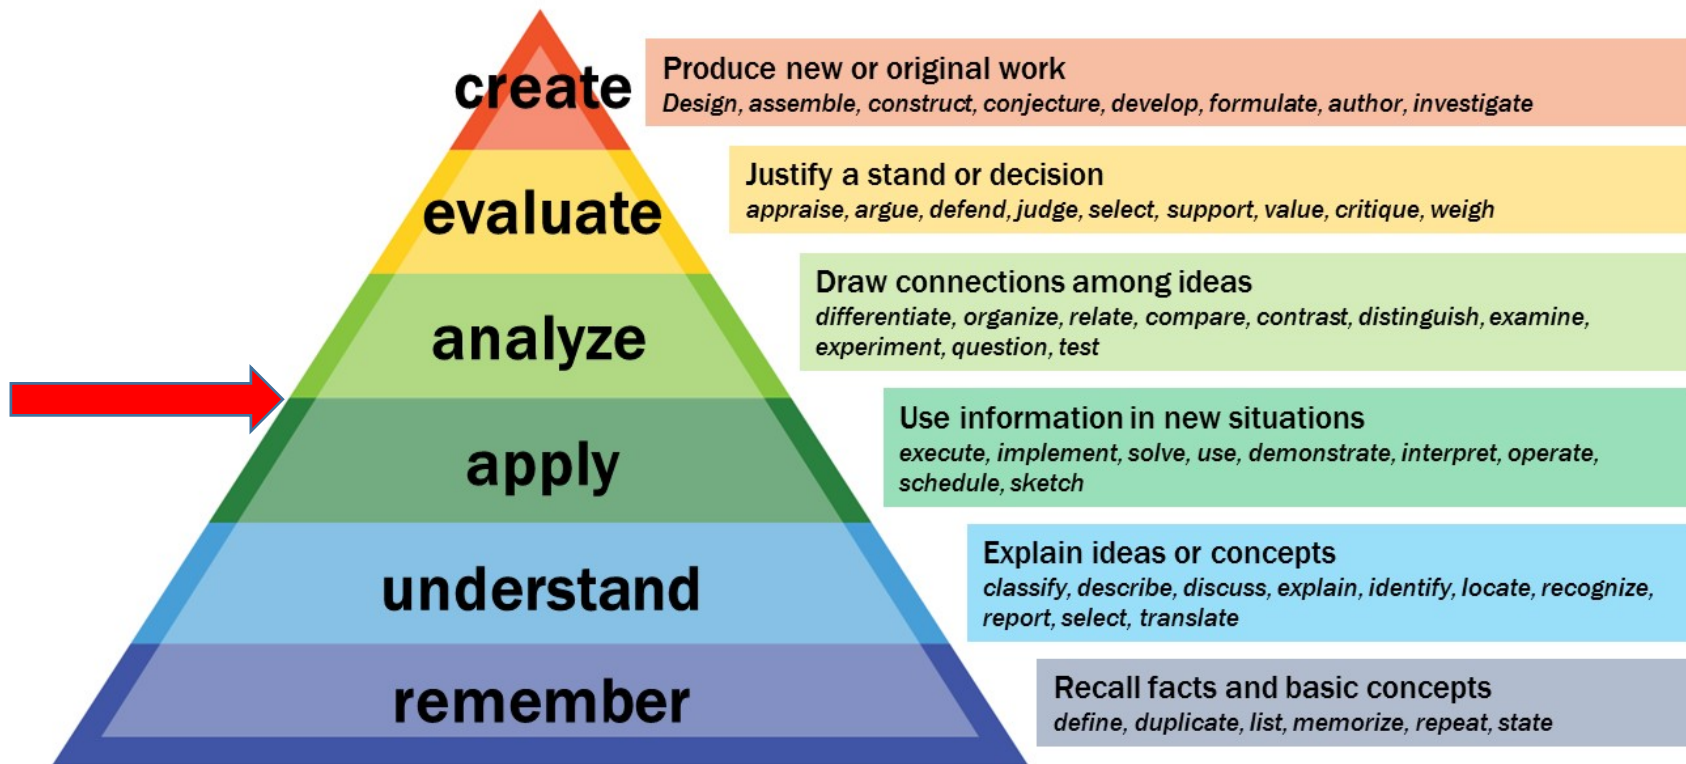 create
Produce new or original work
Design, assemble, construct, conjecture, develop, formulate, author, investigate
evaluate
Justify a stand or decision
appraise, argue, defend, judge, select, support, value, critique, weigh
analyze
Draw connections among ideas
differentiate, organize, relate, compare, contrast, distinguish, examine,
experiment, question, test
apply
Use information in new situations
execute, implement, solve, use, demonstrate, interpret, operate,
schedule, sketch
understand
Explain ideas or concepts
classify, describe, discuss, explain, identify, locate, recognize,
report, select, translate
remember
Recall facts and basic concepts
define, duplicate, list, memorize, repeat, state